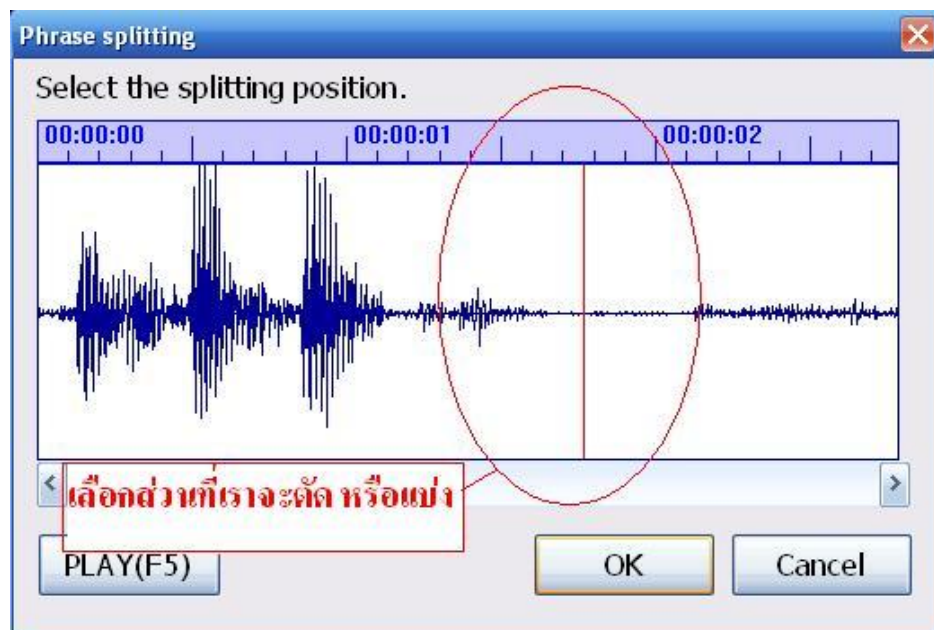 Phrase splitting
Select the splitting position.
00:00:00 00:00:01 00:00:02
เลือกส่วนที่เราจะตัด หรือแบ่ง
PLAY(F5) OK Cancel